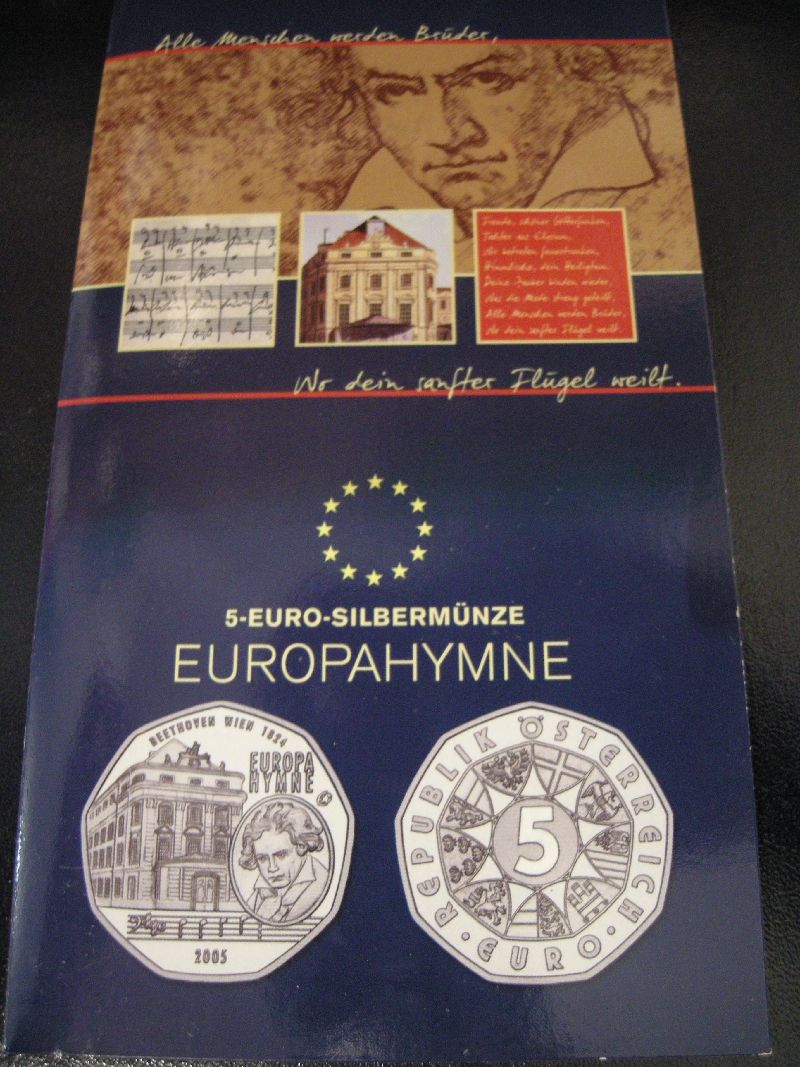 Alle Menschen werden Brüder,
Freude, schöner Götterfunken,
Tochter aus Elysium,
Wir betreten feuertrunken,
Himmlische, dein Heiligtum.
Deine Zauber binden wieder,
was die Mode streng geteilt,
Alle Menschen werden Brüder,
Wo dein sanfter Flügel weilt.
Wo dein sanfter Flügel weilt.
5-EURO-SILBERMÜNZE
EUROPAHYMNE
BEETHOVEN WIEN 1824
EUROPA
HYMNE
2005
REPUBLIK ÖSTERREICH
5
EURO